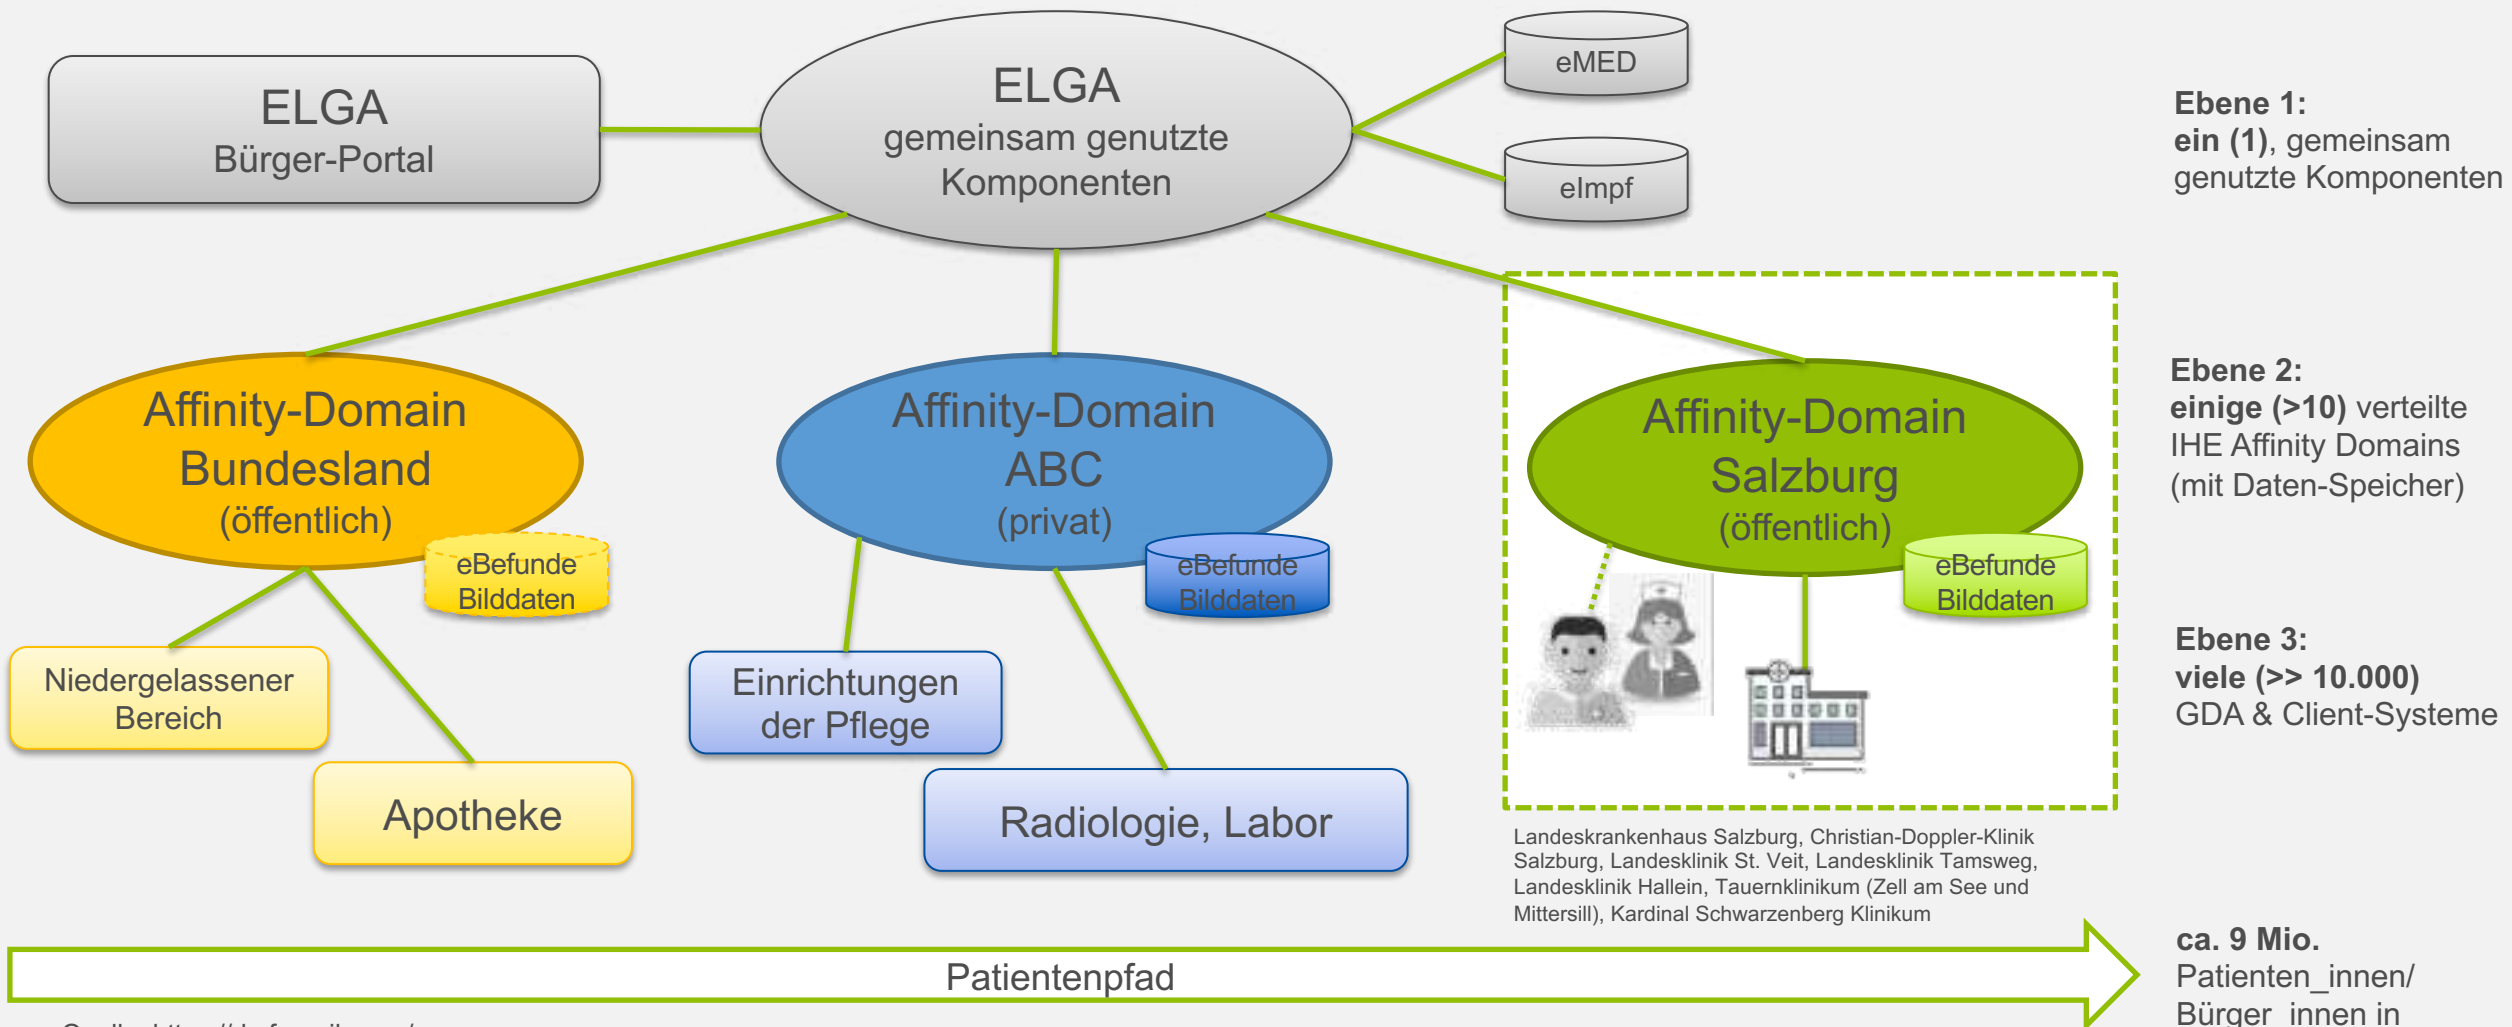 ELGA
Bürger-Portal
ELGA
gemeinsam genutzte
Komponenten
eMED
eImpf
Ebene 1:
ein (1), gemeinsam
genutzte Komponenten
Affinity-Domain
Bundesland
(öffentlich)
eBefunde
Bilddaten
Affinity-Domain
ABC
(privat)
eBefunde
Bilddaten
Affinity-Domain
Salzburg
(öffentlich)
eBefunde
Bilddaten
Ebene 2:
einige (>10) verteilte
IHE Affinity Domains
(mit Daten-Speicher)
Niedergelassener
Bereich
Apotheke
Einrichtungen
der Pflege
Radiologie, Labor
Ebene 3:
viele (>> 10.000)
GDA & Client-Systeme
Landeskrankenhaus Salzburg, Christian-Doppler-Klinik
Salzburg, Landesklinik St. Veit, Landesklinik Tamsweg,
Landesklinik Hallein, Tauernklinikum (Zell am See und
Mittersill), Kardinal Schwarzenberg Klinikum
Patientenpfad
ca. 9 Mio.
Patienten_innen/
Bürger_innen in